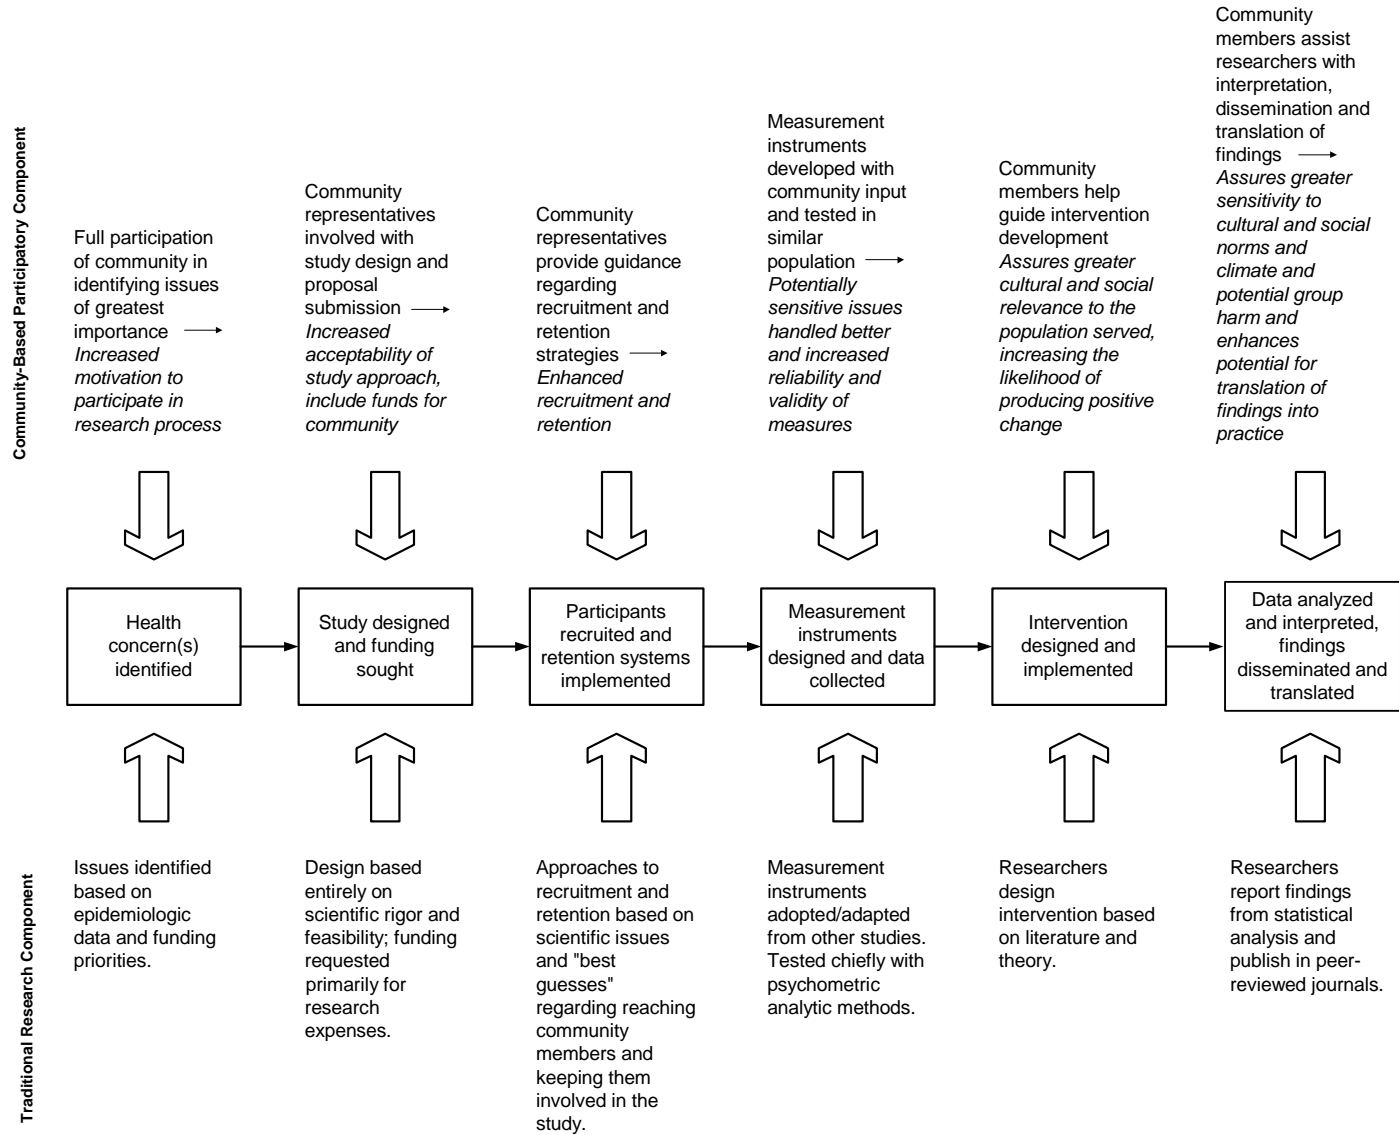 Community-Based Participatory Component
Full participation
of community in
identifying issues
of greatest
importance →
Increased
motivation to
participate in
research process
Community
representatives
involved with
study design and
proposal
submission →
Increased
acceptability of
study approach,
include funds for
community
Community
representatives
provide guidance
regarding
recruitment and
retention
strategies →
Enhanced
recruitment and
retention
Measurement
instruments
developed with
community input
and tested in
similar
population →
Potentially
sensitive issues
handled better
and increased
reliability and
validity of
measures
Community
members help
guide intervention
development
Assures greater
cultural and social
relevance to the
population served,
increasing the
likelihood of
producing positive
change
Community
members assist
researchers with
interpretation,
dissemination and
translation of
findings →
Assures greater
sensitivity to
cultural and social
norms and
climate and
potential group
harm and
enhances
potential for
translation of
findings into
practice
Health
concern(s)
identified
Study designed
and funding
sought
Participants
recruited and
retention systems
implemented
Measurement
instruments
designed and data
collected
Intervention
designed and
implemented
Data analyzed
and interpreted,
findings
disseminated and
translated
Traditional Research Component
Issues identified
based on
epidemiologic
data and funding
priorities.
Design based
entirely on
scientific rigor and
feasibility; funding
requested
primarily for
research
expenses.
Approaches to
recruitment and
retention based on
scientific issues
and "best
guesses"
regarding reaching
community
members and
keeping them
involved in the
study.
Measurement
instruments
adopted/adapted
from other studies.
Tested chiefly with
psychometric
analytic methods.
Researchers
design
intervention based
on literature and
theory.
Researchers
report findings
from statistical
analysis and
publish in peer-
reviewed journals.